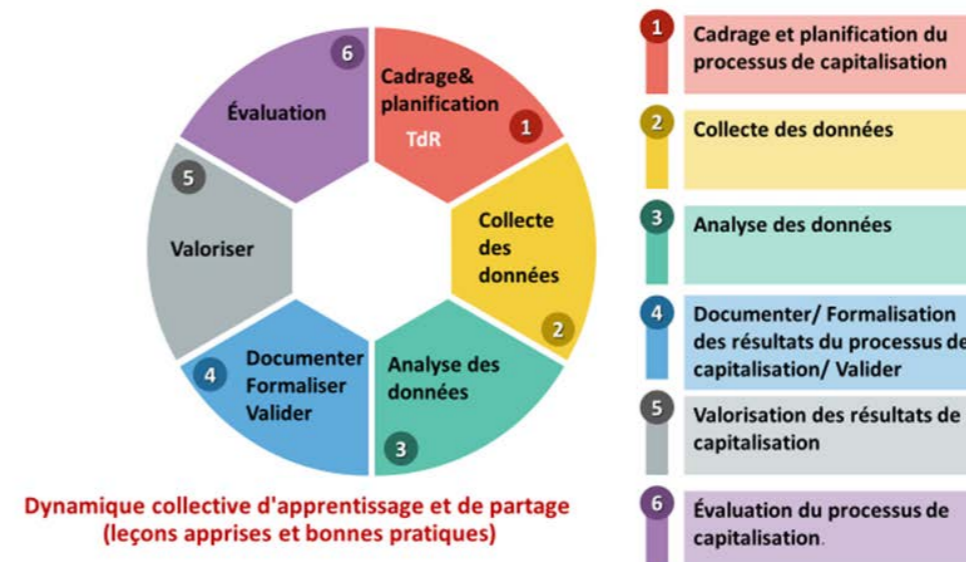 6
Évaluation
Cadrage&
planification
TdR
1
5
Valoriser
Collecte
des
données
2
4
Documenter
Formaliser
Valider
Analyse des
données
3
Dynamique collective d'apprentissage et de partage
(leçons apprises et bonnes pratiques)
1
Cadrage et planification du
processus de capitalisation
2
Collecte des données
3
Analyse des données
4
Documenter/ Formalisation
des résultats du processus de
capitalisation/ Valider
5
Valorisation des résultats de
capitalisation
6
Évaluation du processus de
capitalisation.